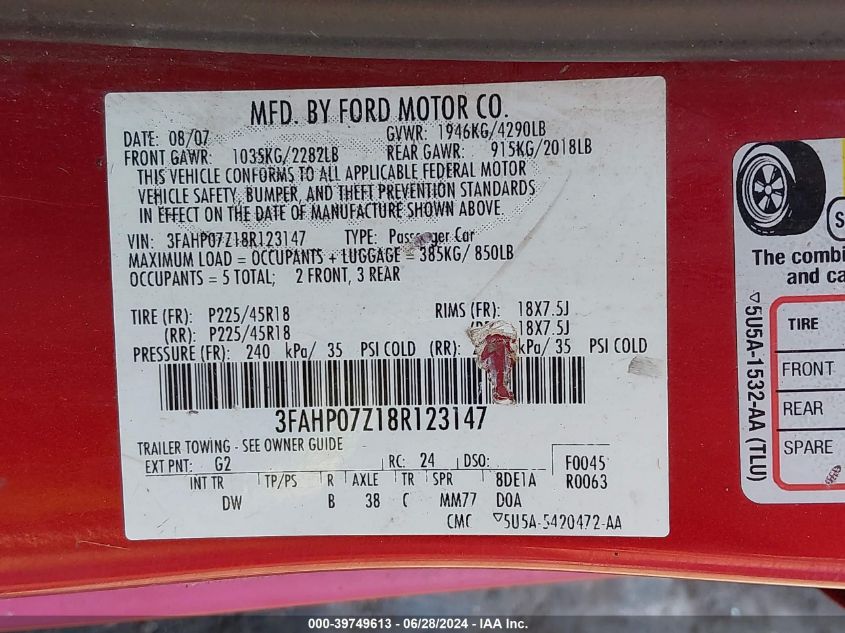 MFD. BY FORD MOTOR CO.
DATE: 08/07 GVWR: 1946KG/4290LB
FRONT GAWR: 1035KG/2282LB REAR GAWR: 915KG/2018LB
THIS VEHICLE CONFORMS TO ALL APPLICABLE FEDERAL MOTOR
VEHICLE SAFETY, BUMPER, AND THEFT PREVENTION STANDARDS
IN EFFECT ON THE DATE OF MANUFACTURE SHOWN ABOVE.
VIN: 3FAHP07Z18R123147 TYPE: Passenger Car
MAXIMUM LOAD = OCCUPANTS + LUGGAGE = 385KG/ 850LB
OCCUPANTS = 5 TOTAL; 2 FRONT, 3 REAR
TIRE (FR): P225/45R18 RIMS (FR): 18X7.5J
(RR): P225/45R18 18X7.5J
PRESSURE (FR): 240 kPa/ 35 PSI COLD (RR): kPa/ 35 PSI COLD
3FAHP07Z18R123147
TRAILER TOWING - SEE OWNER GUIDE
EXT PNT: G2 RC: 24 DSO: F0045
INT TR TP/PS R AXLE TR SPR 8DE1A R0063
DW B 38 C MM77 D0A
CMC ▽5U5A-5420472-AA
▽5U5A-1532-AA (TLU)
S
The combi
and ca
TIRE
FRONT
REAR
SPARE
000-39749613 - 06/28/2024 - IAA Inc.